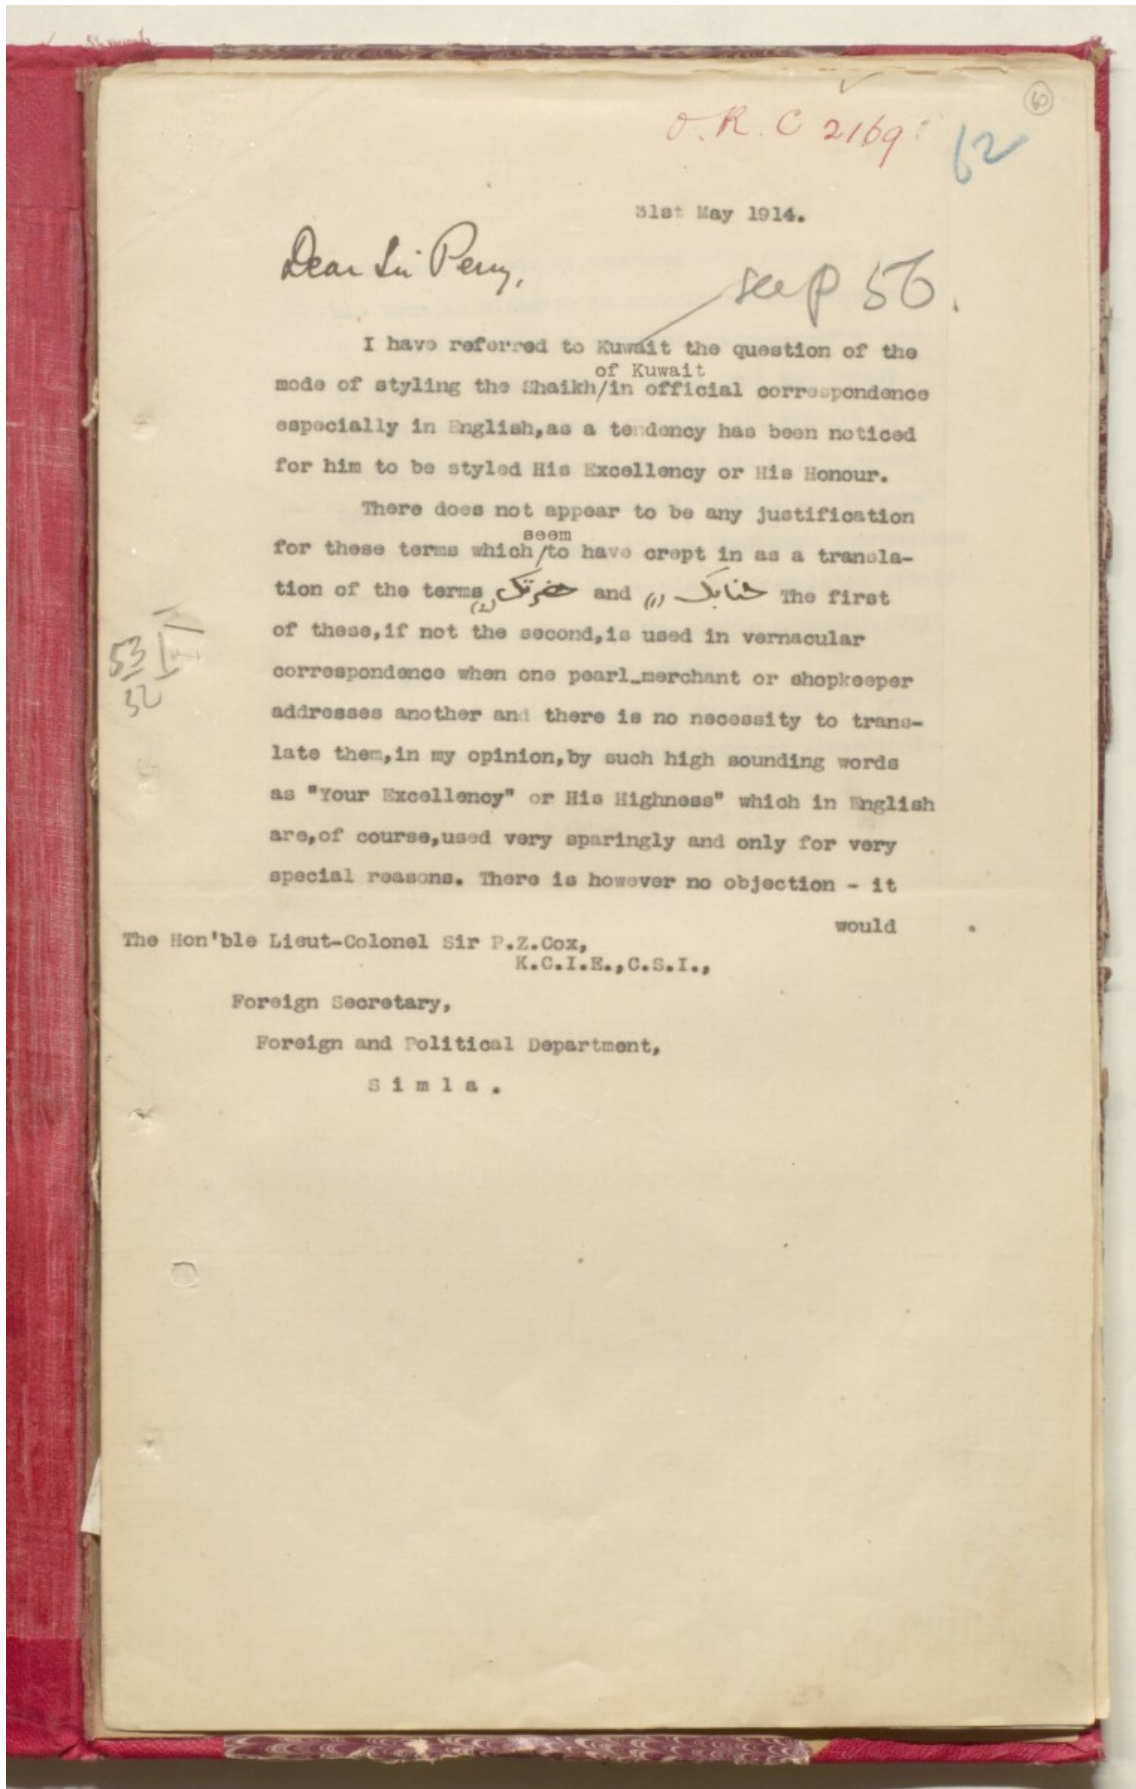 60
O.R.C 2169
62
31st May 1914.
Dear Sir Percy,
see p 56.
I have referred to Kuwait the question of the
of Kuwait
mode of styling the Shaikh/in official correspondence
especially in English,as a tendency has been noticed
for him to be styled His Excellency or His Honour.
There does not appear to be any justification
seem
for these terms which/to have crept in as a transla-
tion of the terms حضرتك and جنابك The first
(2) (1)
of these,if not the second,is used in vernacular
53
32
correspondence when one pearl-merchant or shopkeeper
addresses another and there is no necessity to trans-
late them,in my opinion,by such high sounding words
as "Your Excellency" or His Highness" which in English
are,of course,used very sparingly and only for very
special reasons. There is however no objection - it
would
The Hon'ble Lieut-Colonel Sir P.Z.Cox,
K.C.I.E.,C.S.I.,
Foreign Secretary,
Foreign and Political Department,
Simla.